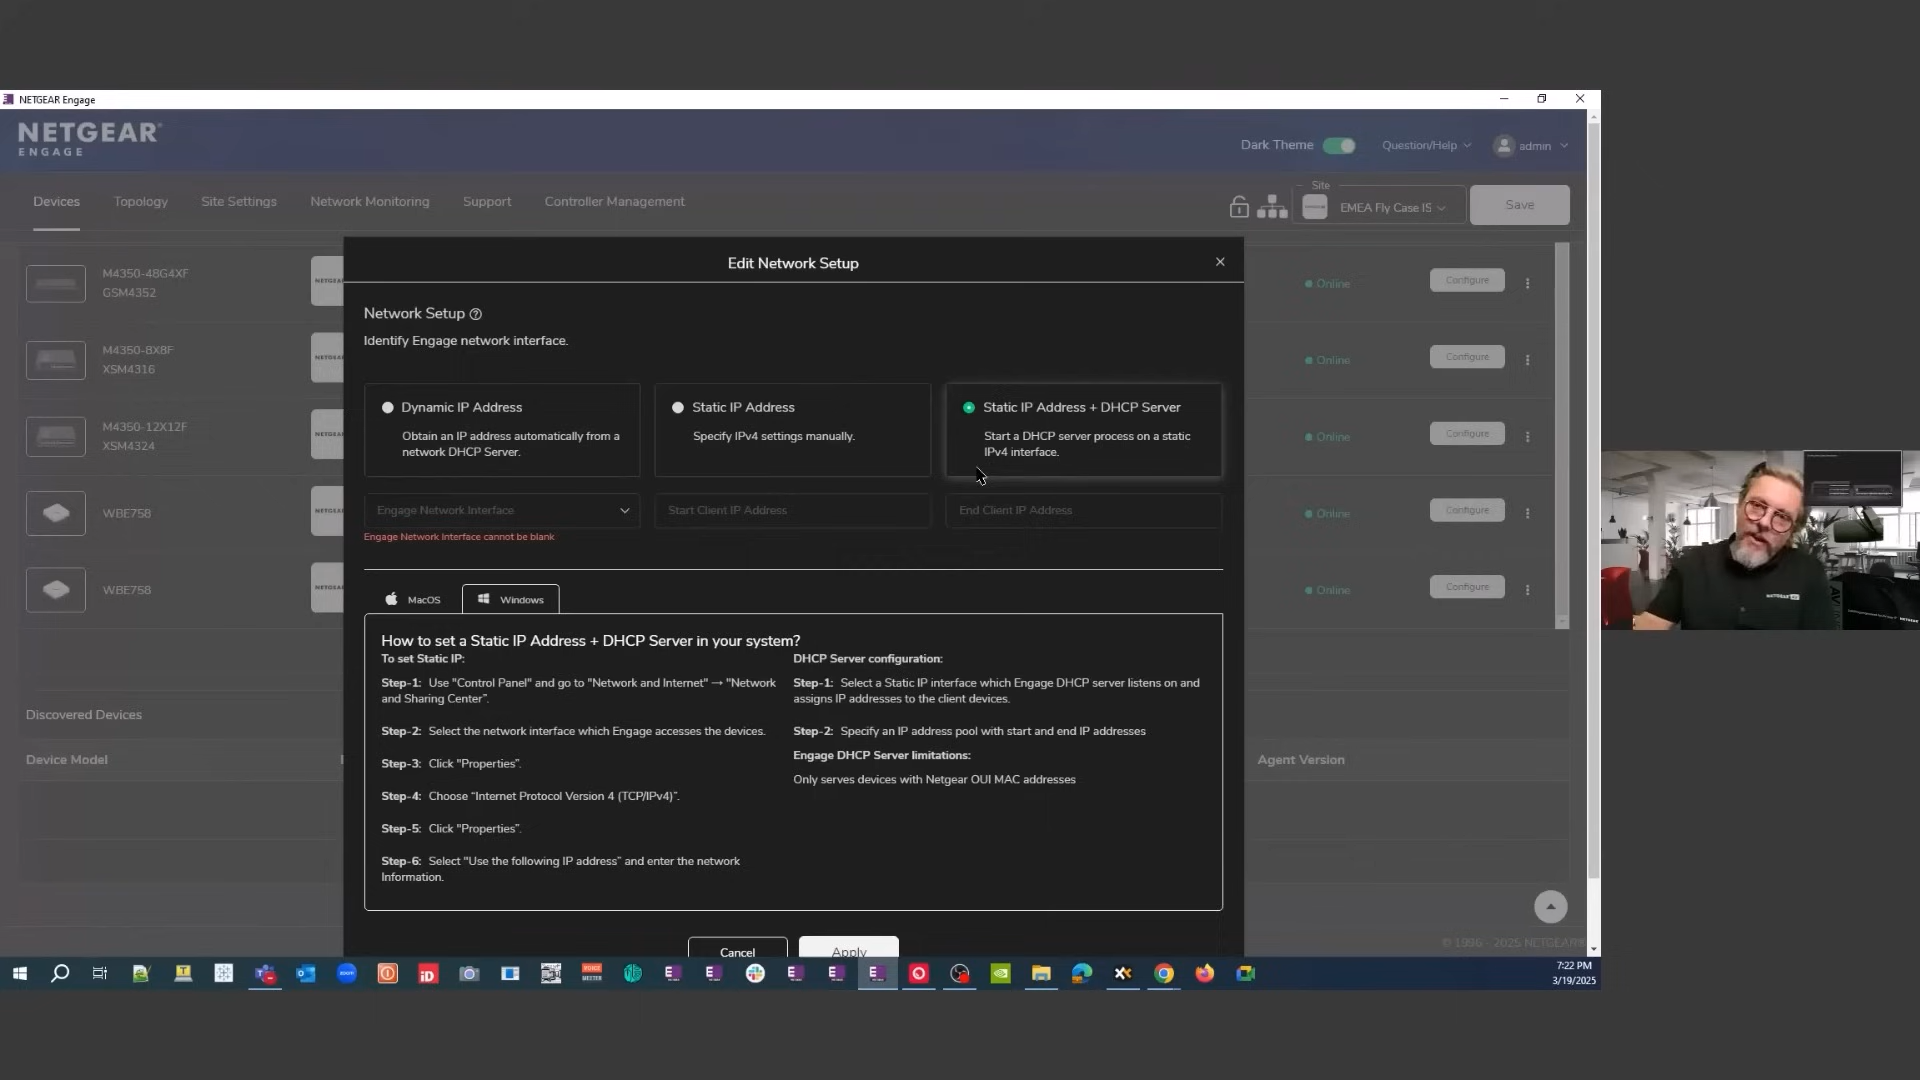 NETGEAR Engage
NETGEAR
ENGAGE
Dark Theme
Question/Help
admin
Devices
Topology
Site Settings
Network Monitoring
Support
Controller Management
Site
EMEA Fly Case IS
Save
M4350-48G4XF
GSM4352
Online
Configure
M4350-8X8F
XSM4316
Online
Configure
M4350-12X12F
XSM4324
Online
Configure
WBE758
Online
Configure
WBE758
Online
Configure
Edit Network Setup
Network Setup
Identify Engage network interface.
Dynamic IP Address
Obtain an IP address automatically from a
network DHCP Server.
Static IP Address
Specify IPv4 settings manually.
Static IP Address + DHCP Server
Start a DHCP server process on a static
IPv4 interface.
Engage Network Interface
Start Client IP Address
End Client IP Address
Engage Network Interface cannot be blank
MacOS
Windows
How to set a Static IP Address + DHCP Server in your system?
To set Static IP:
Step-1: Use "Control Panel" and go to "Network and Internet" → "Network
and Sharing Center".
Step-2: Select the network interface which Engage accesses the devices.
Step-3: Click "Properties".
Step-4: Choose "Internet Protocol Version 4 (TCP/IPv4)".
Step-5: Click "Properties".
Step-6: Select "Use the following IP address" and enter the network
Information.
DHCP Server configuration:
Step-1: Select a Static IP interface which Engage DHCP server listens on and
assigns IP addresses to the client devices.
Step-2: Specify an IP address pool with start and end IP addresses
Engage DHCP Server limitations:
Only serves devices with Netgear OUI MAC addresses
Cancel
Apply
Discovered Devices
Device Model
Agent Version
© 1996 - 2025 NETGEAR®
7:22 PM
3/19/2025